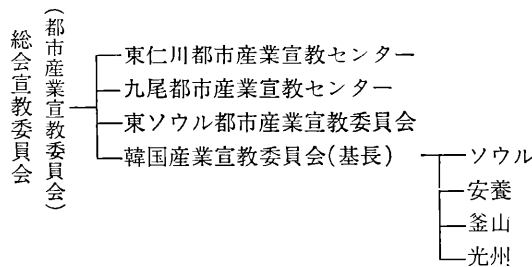 総会宣教委員会
(都市産業宣教委員会)
東仁川都市産業宣教センター
九尾都市産業宣教センター
東ソウル都市産業宣教委員会
韓国産業宣教委員会(基長)
ソウル
安養
釜山
光州